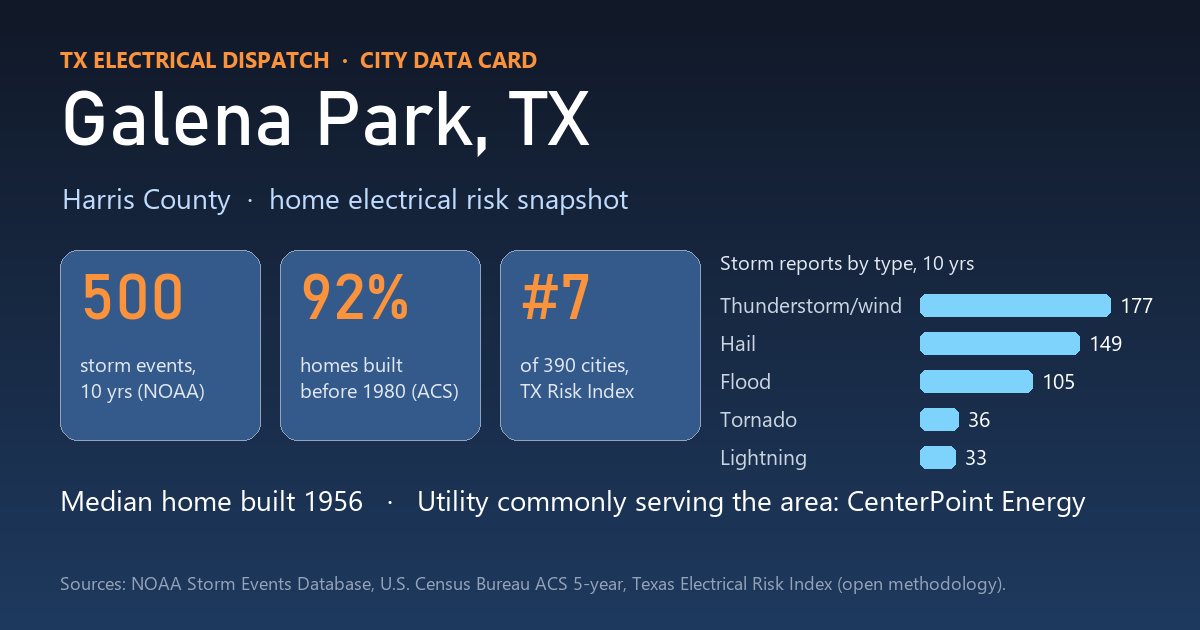 TX ELECTRICAL DISPATCH · CITY DATA CARD
Galena Park, TX
Harris County · home electrical risk snapshot
500
storm events,
10 yrs (NOAA)
92%
homes built
before 1980 (ACS)
#7
of 390 cities,
TX Risk Index
Storm reports by type, 10 yrs
Thunderstorm/wind 177
Hail 149
Flood 105
Tornado 36
Lightning 33
Median home built 1956 · Utility commonly serving the area: CenterPoint Energy
Sources: NOAA Storm Events Database, U.S. Census Bureau ACS 5-year, Texas Electrical Risk Index (open methodology).